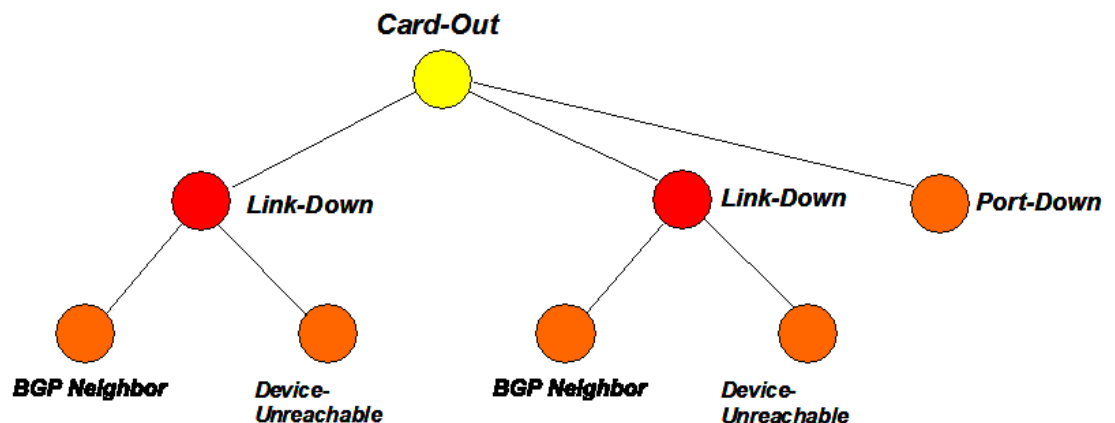 Card-Out
Link-Down
Link-Down
Port-Down
BGP Neighbor
Device-
Unreachable
BGP Neighbor
Device-
Unreachable